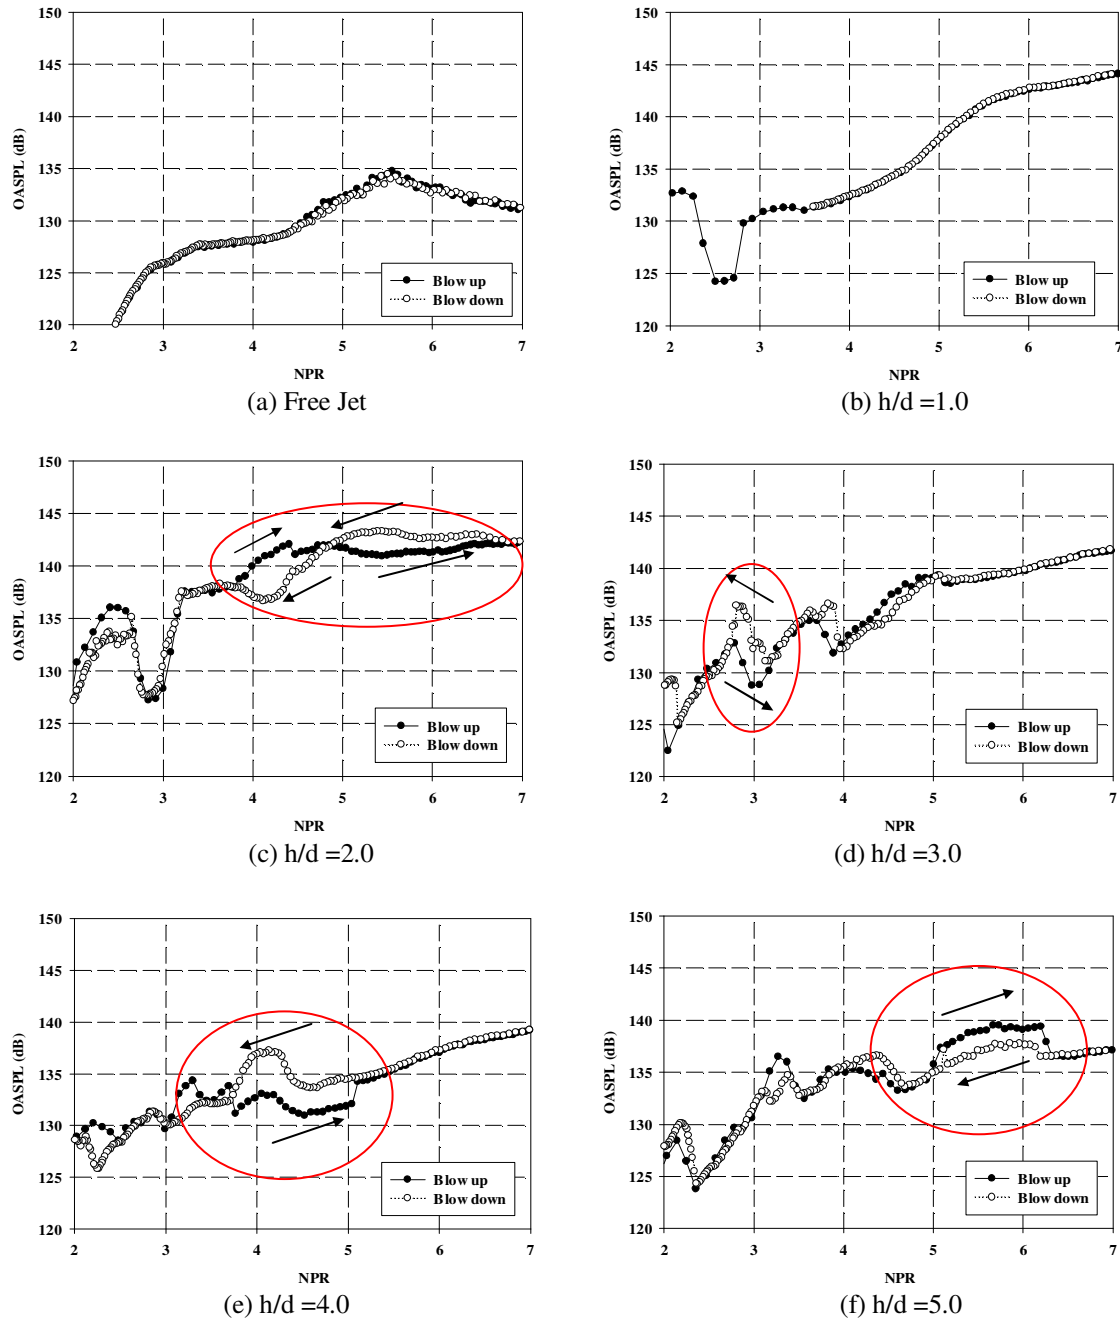 150
145
140
135
130
125
120
OASPL (dB)
Blow up
Blow down
2 3 4 5 6 7
NPR
(a) Free Jet
150
145
140
135
130
125
120
OASPL (dB)
Blow up
Blow down
2 3 4 5 6 7
NPR
(b) h/d =1.0
150
145
140
135
130
125
120
OASPL (dB)
Blow up
Blow down
2 3 4 5 6 7
NPR
(c) h/d =2.0
150
145
140
135
130
125
120
OASPL (dB)
Blow up
Blow down
2 3 4 5 6 7
NPR
(d) h/d =3.0
150
145
140
135
130
125
120
OASPL (dB)
Blow up
Blow down
2 3 4 5 6 7
NPR
(e) h/d =4.0
150
145
140
135
130
125
120
OASPL (dB)
Blow up
Blow down
2 3 4 5 6 7
NPR
(f) h/d =5.0